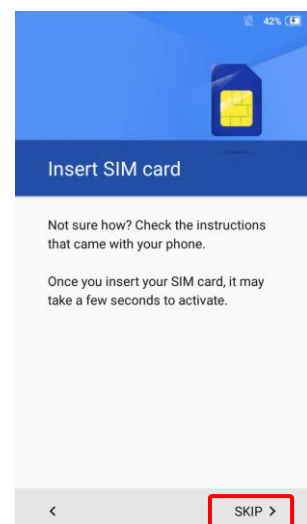 42%
Insert SIM card
Not sure how? Check the instructions
that came with your phone.
Once you insert your SIM card, it may
take a few seconds to activate.
SKIP